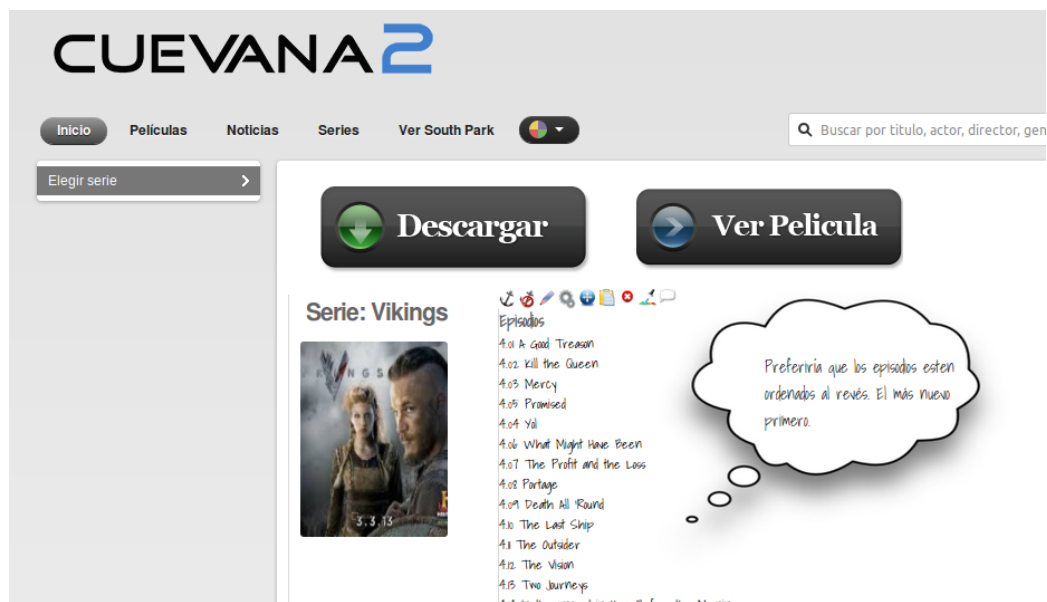 CUEVANA2
Inicio Películas Noticias Series Ver South Park
Buscar por titulo, actor, director, gen
Elegir serie
Descargar
Ver Pelicula
Serie: Vikings
VIKINGS
3.3.13
H
Episodios
4.01 A Good Treason
4.02 Kill the Queen
4.03 Mercy
4.05 Promised
4.04 Yol
4.06 What Might Have Been
4.07 The Profit and the Loss
4.08 Portage
4.09 Death All 'Round
4.10 The Last Ship
4.11 The Outsider
4.12 The Vision
4.13 Two Journeys
Preferiría que los episodios esten
ordenados al revés. El más nuevo
primero.